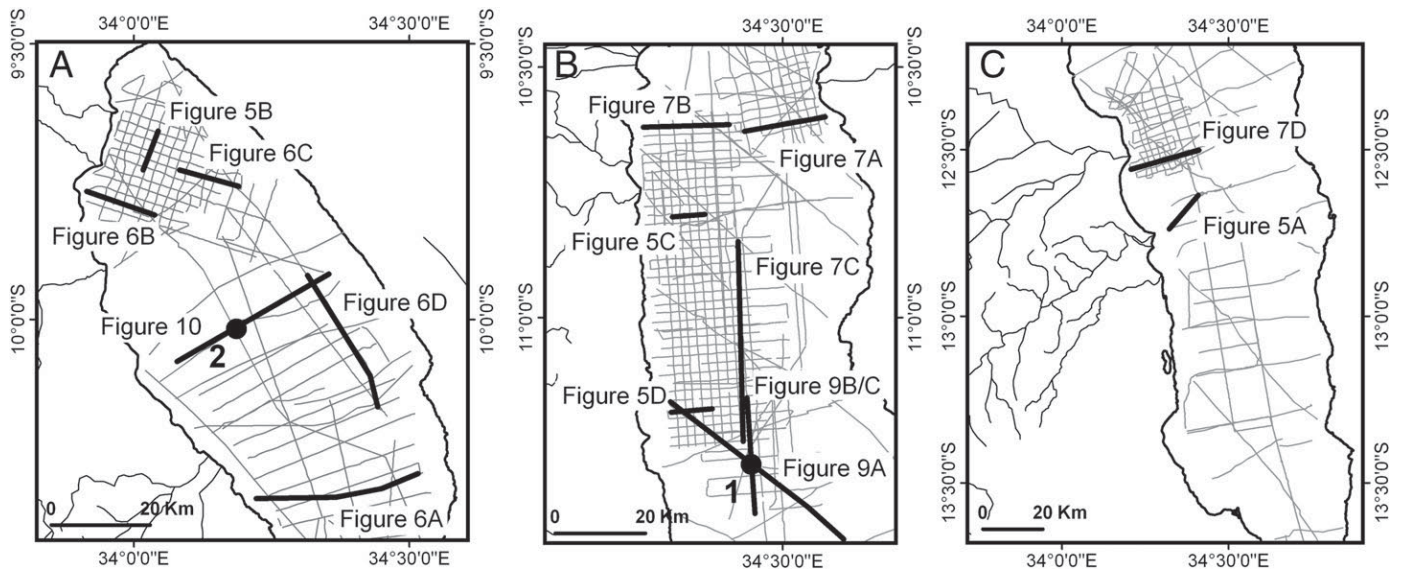 34°0'0"E
34°30'0"E
9°30'0"S
9°30'0"S
A
Figure 5B
Figure 6C
Figure 6B
Figure 6D
Figure 10
10°0'0"S
10°0'0"S
2
0
20 Km
Figure 6A
34°0'0"E
34°30'0"E
34°30'0"E
10°30'0"S
10°30'0"S
B
Figure 7B
Figure 7A
Figure 5C
Figure 7C
11°0'0"S
11°0'0"S
Figure 9B/C
Figure 5D
Figure 9A
1
0
20 Km
34°30'0"E
34°0'0"E
34°30'0"E
C
Figure 7D
12°30'0"S
12°30'0"S
Figure 5A
13°0'0"S
13°0'0"S
13°30'0"S
13°30'0"S
0
20 Km
34°0'0"E
34°30'0"E